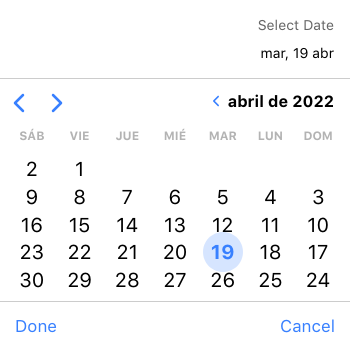 Select Date
mar, 19 abr
abril de 2022
SÁB VIE JUE MIÉ MAR LUN DOM
2 1
9 8 7 6 5 4 3
16 15 14 13 12 11 10
23 22 21 20 19 18 17
30 29 28 27 26 25 24
Done Cancel